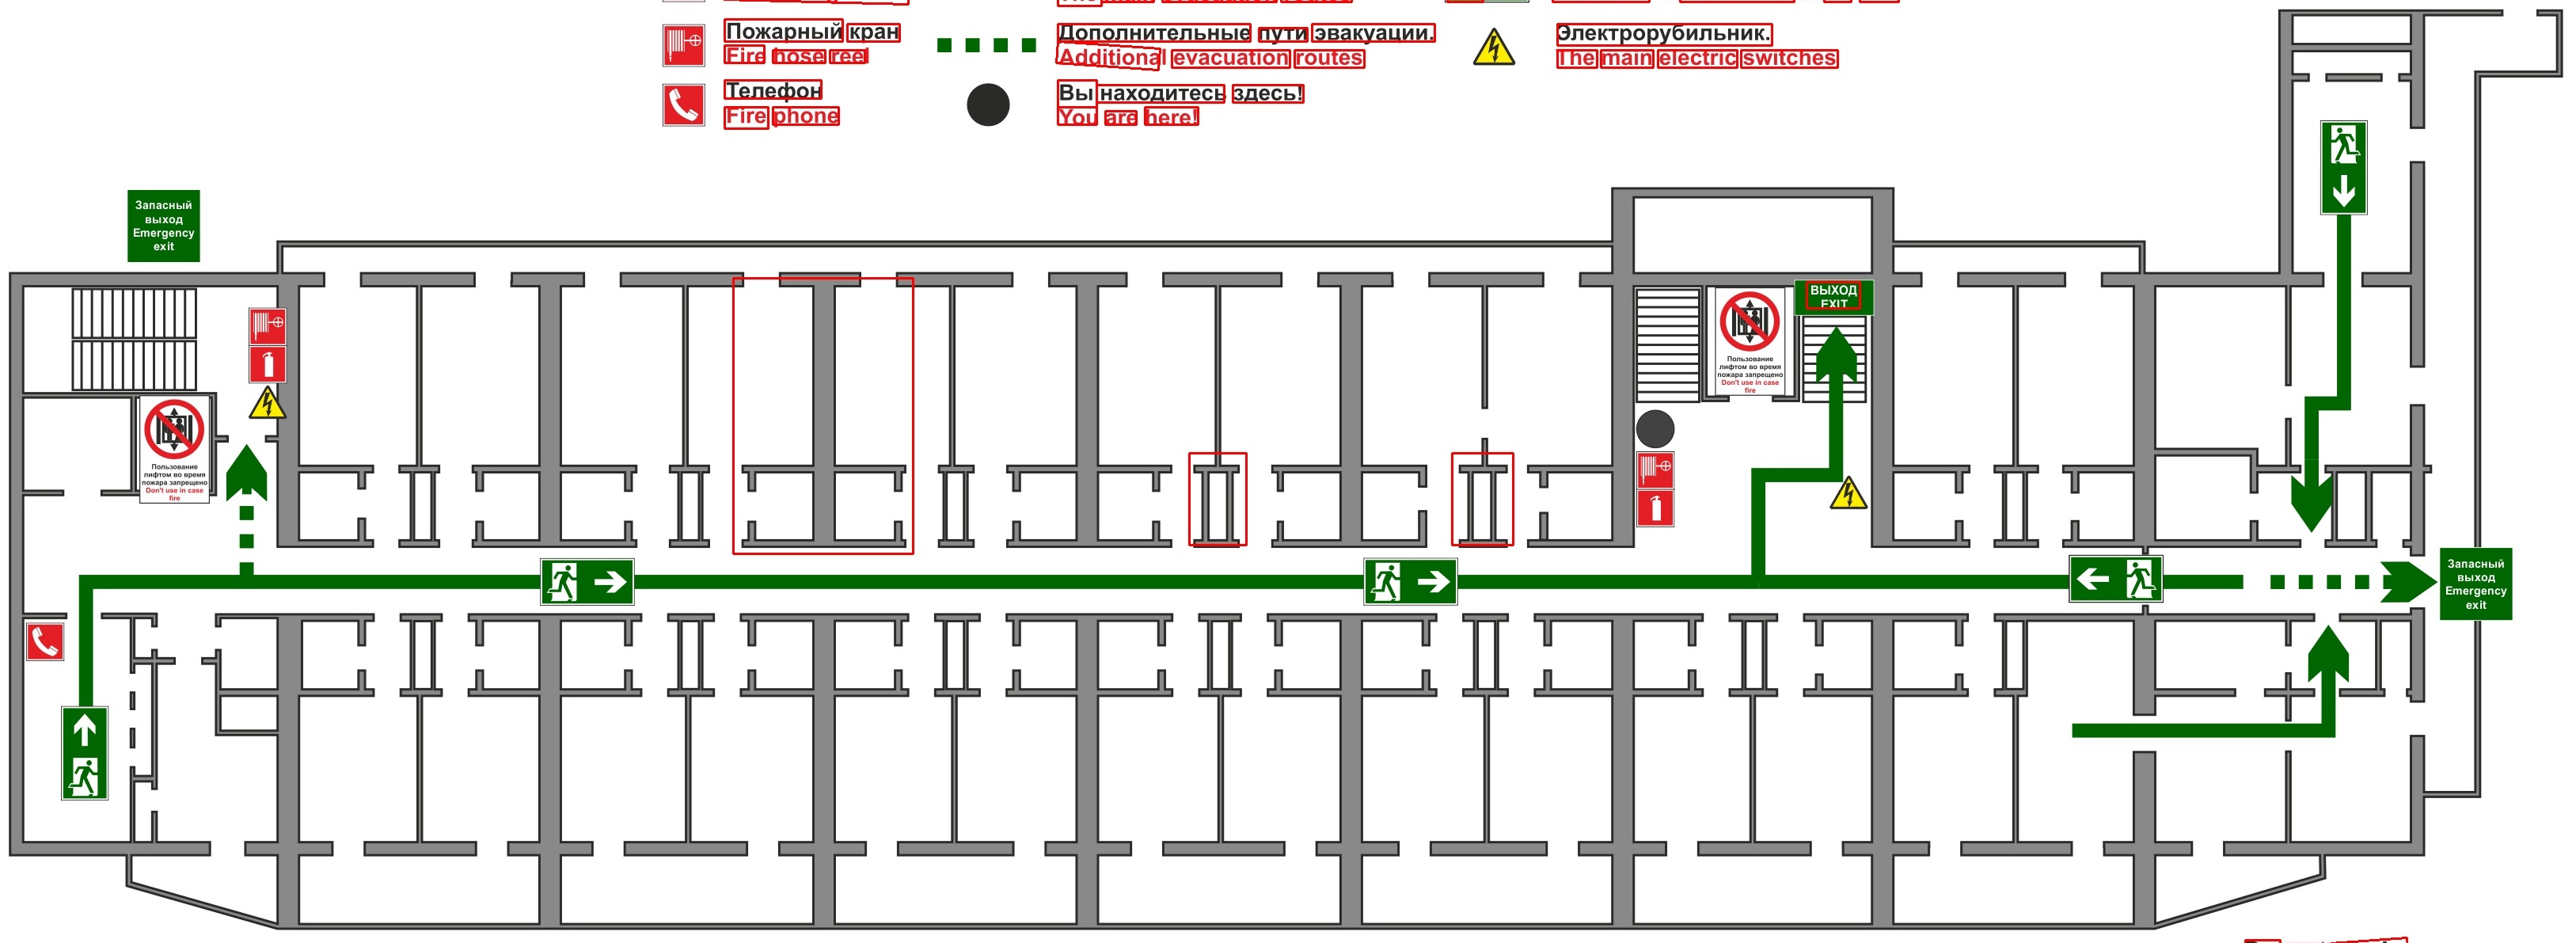 Пожарный кран
Fire hose reel
Дополнительные пути эвакуации.
Additional evacuation routes
Электрорубильник.
The main electric switches
Телефон
Fire phone
Вы находитесь здесь!
You are here!
Запасный
выход
Emergency
exit
ВЫХОД
EXIT
Пользование
лифтом во время
пожара запрещено
Don't use in case
fire
Пользование
лифтом во время
пожара запрещено
Don't use in case
fire
Запасный
выход
Emergency
exit